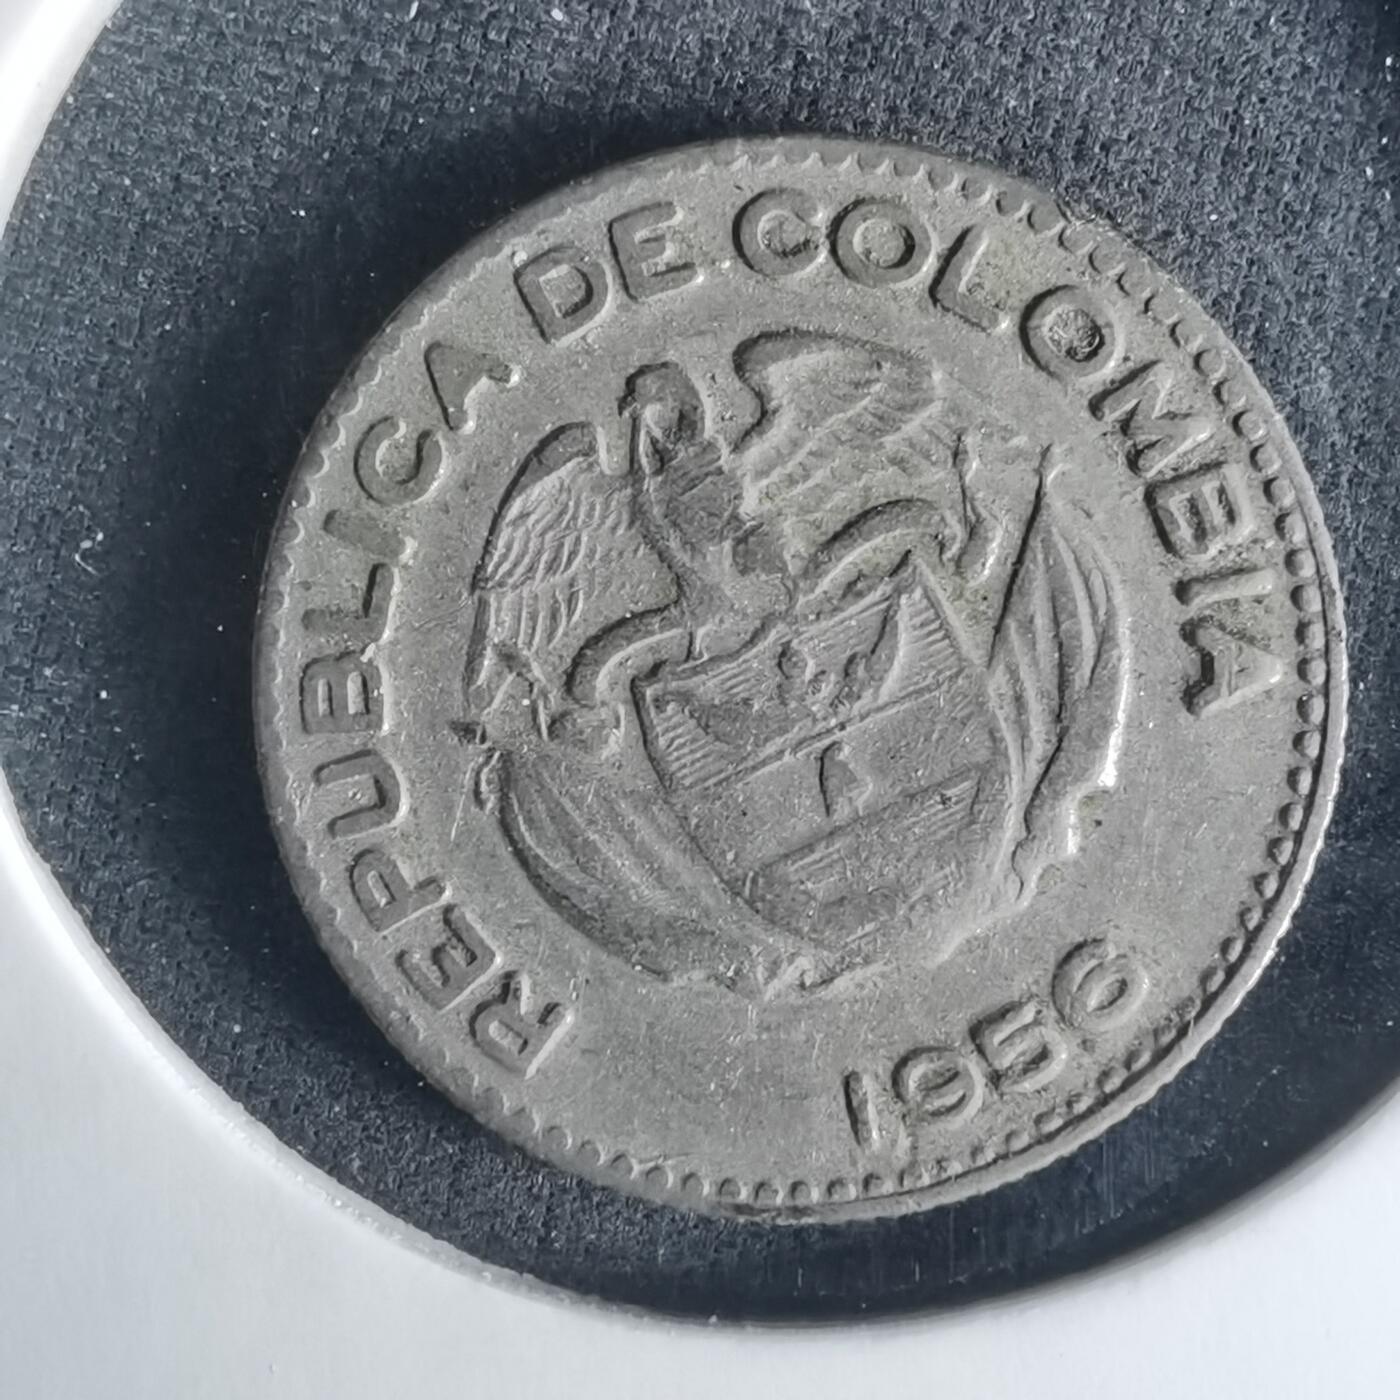 REPUBLICA DE COLOMBIA
1956